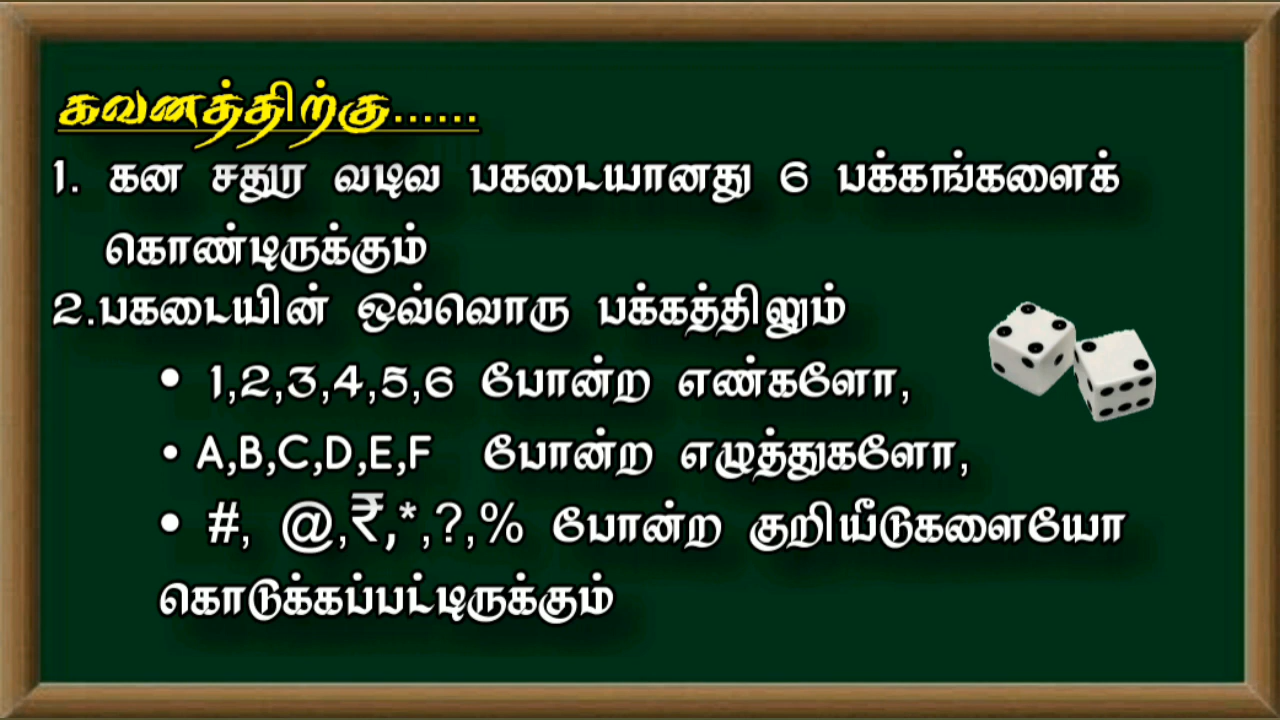 கவனத்திற்கு......
1. கன சதுர வடிவ பகடையானது 6 பக்கங்களைக்
கொண்டிருக்கும்
2.பகடையின் ஒவ்வொரு பக்கத்திலும்
• 1,2,3,4,5,6 போன்ற எண்களோ,
• A,B,C,D,E,F போன்ற எழுத்துகளோ,
• #, @,₹,*,?,% போன்ற குறியீடுகளையோ
கொடுக்கப்பட்டிருக்கும்